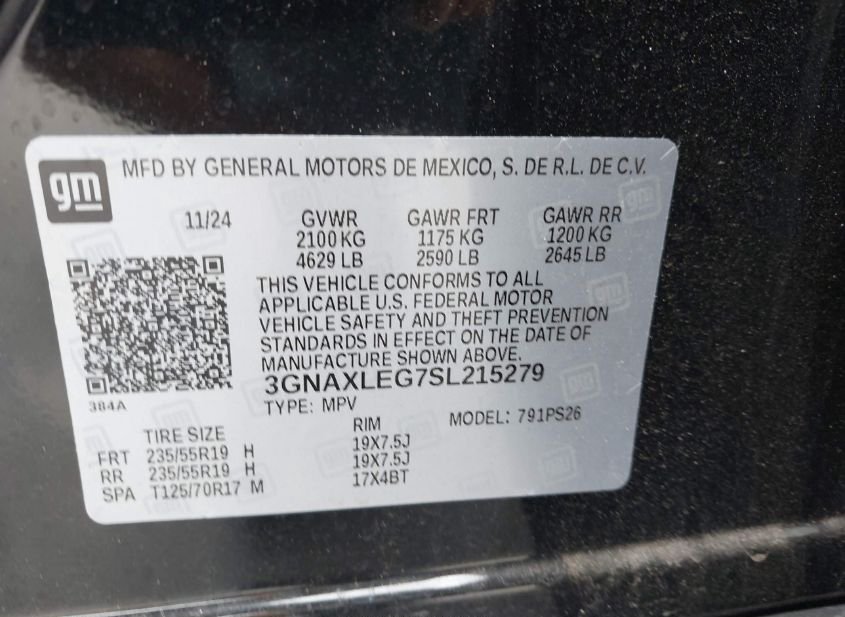 gm
MFD BY GENERAL MOTORS DE MEXICO, S. DE R.L. DE C.V.
11/24 GVWR GAWR FRT GAWR RR
2100 KG 1175 KG 1200 KG
4629 LB 2590 LB 2645 LB
THIS VEHICLE CONFORMS TO ALL
APPLICABLE U.S. FEDERAL MOTOR
VEHICLE SAFETY AND THEFT PREVENTION
STANDARDS IN EFFECT ON THE DATE OF
MANUFACTURE SHOWN ABOVE.
3GNAXLEG7SL215279
384A
TYPE: MPV MODEL: 791PS26
TIRE SIZE RIM
FRT 235/55R19 H 19X7.5J
RR 235/55R19 H 19X7.5J
SPA T125/70R17 M 17X4BT